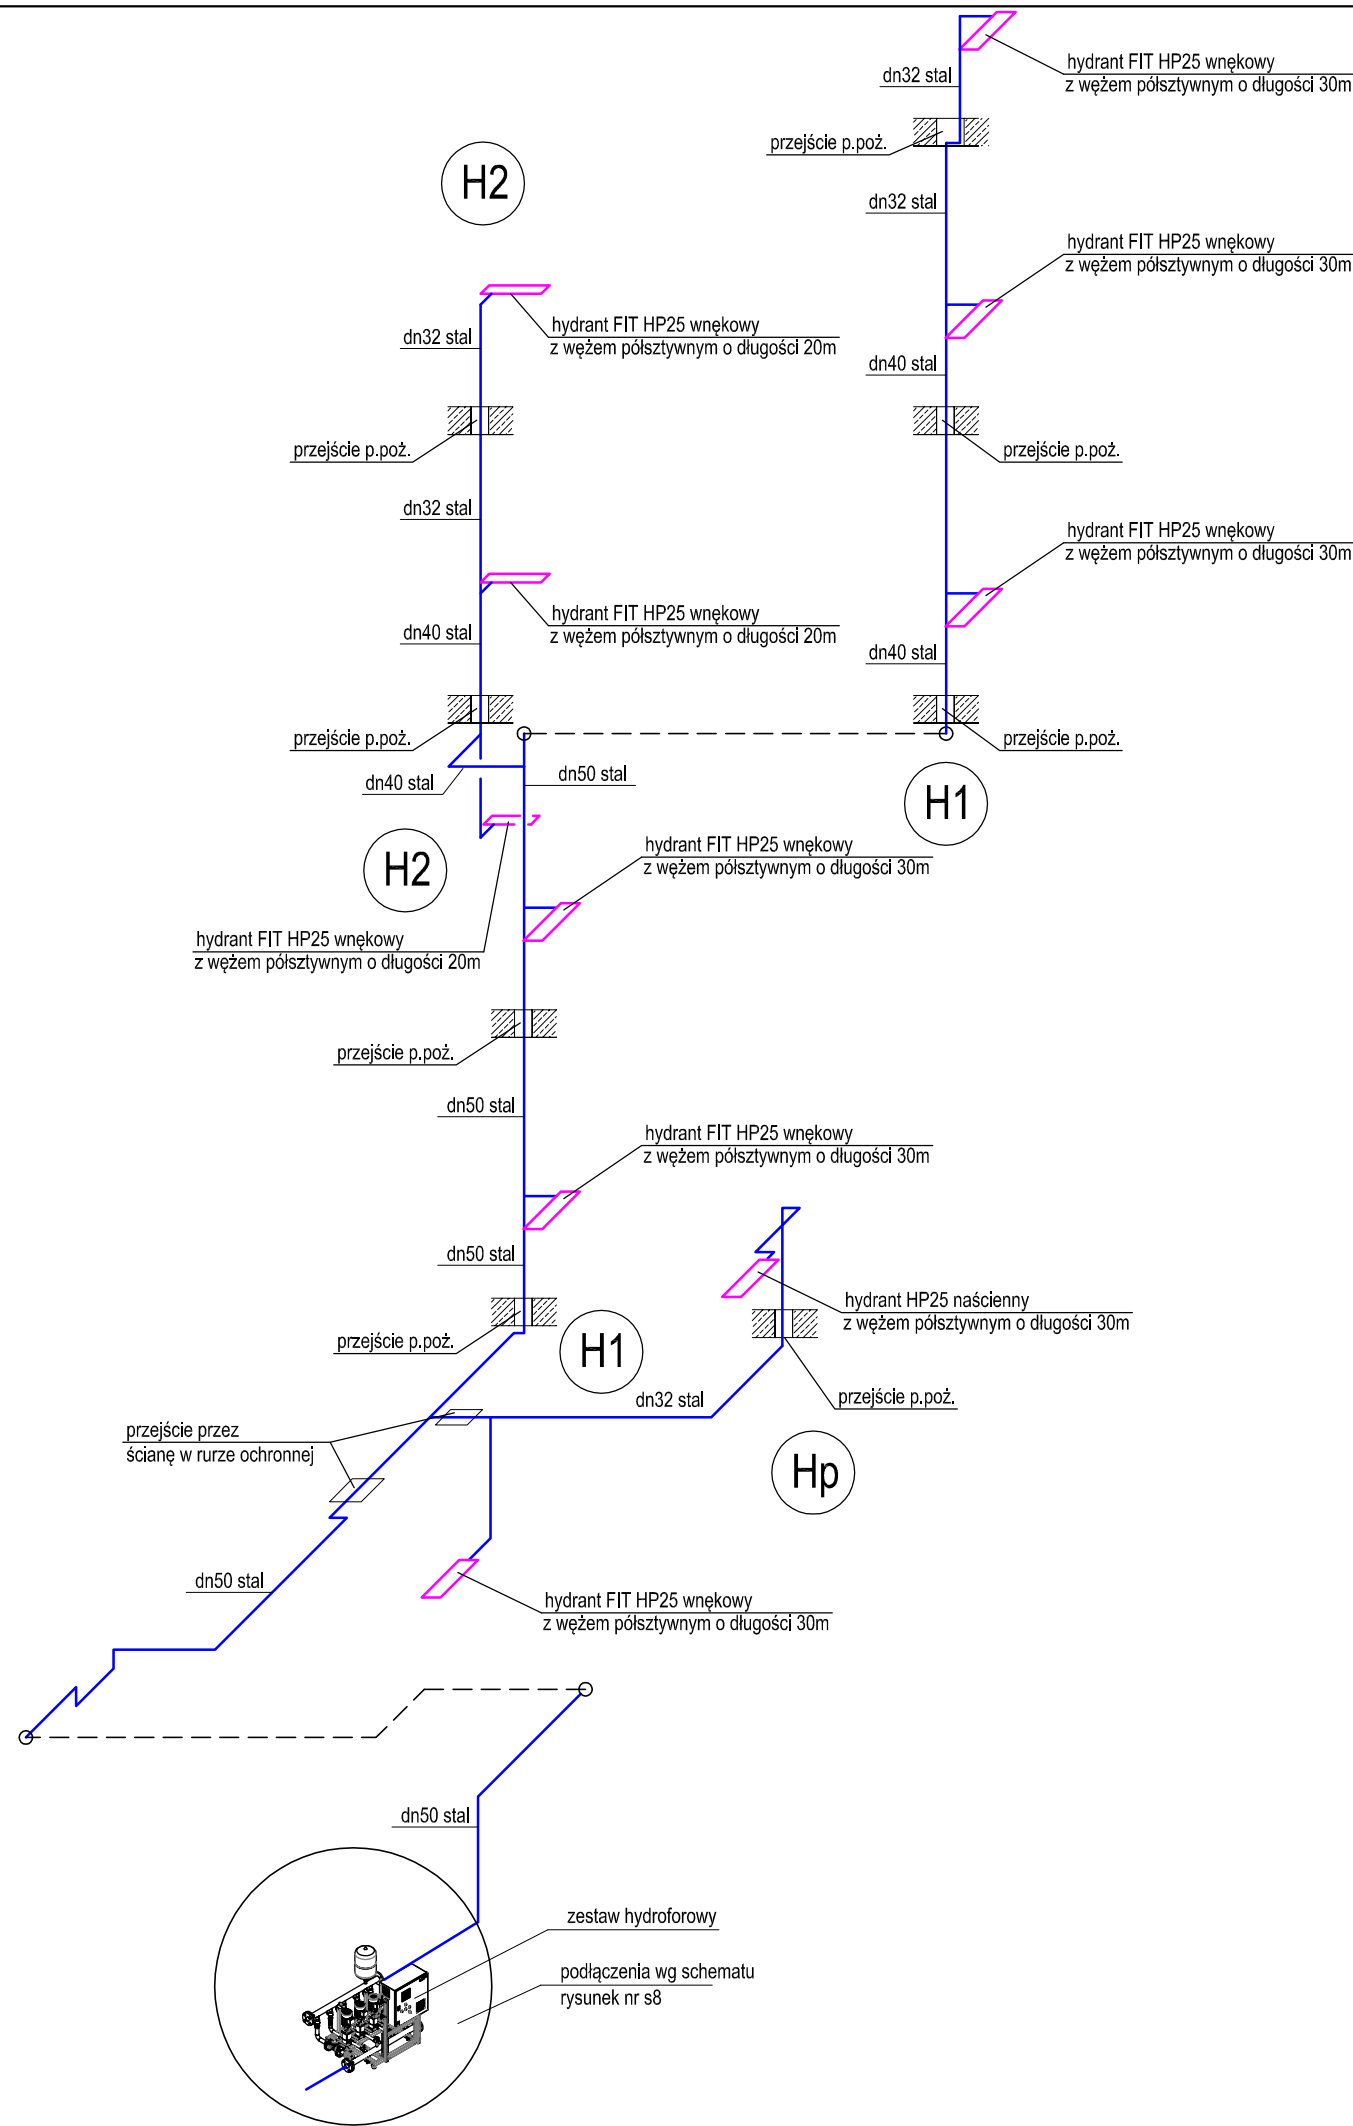 hydrant FIT HP25 wnękowy
z wężem półsztywnym o długości 30m
dn32 stal
przejście p.poż.
H2
dn32 stal
hydrant FIT HP25 wnękowy
z wężem półsztywnym o długości 30m
hydrant FIT HP25 wnękowy
z wężem półsztywnym o długości 20m
dn32 stal
dn40 stal
przejście p.poż.
przejście p.poż.
dn32 stal
hydrant FIT HP25 wnękowy
z wężem półsztywnym o długości 30m
hydrant FIT HP25 wnękowy
z wężem półsztywnym o długości 20m
dn40 stal
dn40 stal
przejście p.poż.
przejście p.poż.
dn40 stal
dn50 stal
H1
H2
hydrant FIT HP25 wnękowy
z wężem półsztywnym o długości 30m
hydrant FIT HP25 wnękowy
z wężem półsztywnym o długości 20m
przejście p.poż.
dn50 stal
hydrant FIT HP25 wnękowy
z wężem półsztywnym o długości 30m
dn50 stal
hydrant HP25 naścienny
z wężem półsztywnym o długości 30m
przejście p.poż.
H1
dn32 stal
przejście p.poż.
przejście przez
ścianę w rurze ochronnej
Hp
dn50 stal
hydrant FIT HP25 wnękowy
z wężem półsztywnym o długości 30m
dn50 stal
zestaw hydroforowy
podłączenia wg schematu
rysunek nr s8